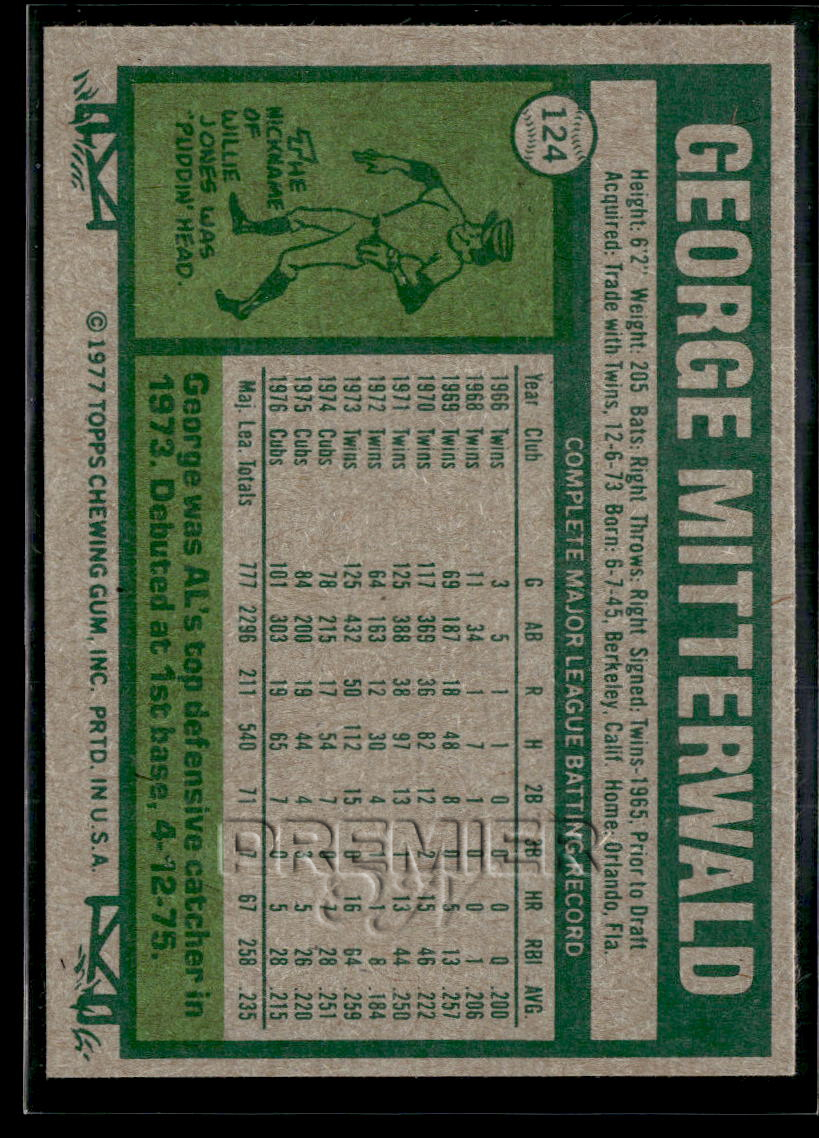 124
GEORGE MITTERWALD
Height: 6'2" Weight: 205 Bats: Right Throws: Right Signed: Twins-1965, Prior to Draft
Acquired: Trade with Twins, 12-6-73 Born: 6-7-45, Berkeley, Calif. Home: Orlando, Fla.
THE
NICKNAME
OF
WILLIE
JONES WAS
"PUDDIN' HEAD.
COMPLETE MAJOR LEAGUE BATTING RECORD
Year Club G AB R H 2B 3B HR RBI AVG.
1966 Twins 3 5 1 1 0 0 0 0 .200
1968 Twins 11 34 1 7 1 0 0 1 .206
1969 Twins 69 187 18 48 8 0 5 13 .257
1970 Twins 117 369 36 82 12 2 15 46 .222
1971 Twins 125 388 38 97 13 1 13 44 .250
1972 Twins 64 163 12 30 4 1 1 8 .184
1973 Twins 125 432 50 112 15 0 16 64 .259
1974 Cubs 78 215 17 54 7 7 28 .251
1975 Cubs 84 200 19 44 4 3 5 26 .220
1976 Cubs 101 303 19 65 7 0 5 28 .215
Maj. Lea. Totals 777 2296 211 540 71 7 67 258 .235
George was AL's top defensive catcher in
1973. Debuted at 1st base, 4-12-75.
© 1977 TOPPS CHEWING GUM, INC. PRTD. IN U.S.A.
PREMIER